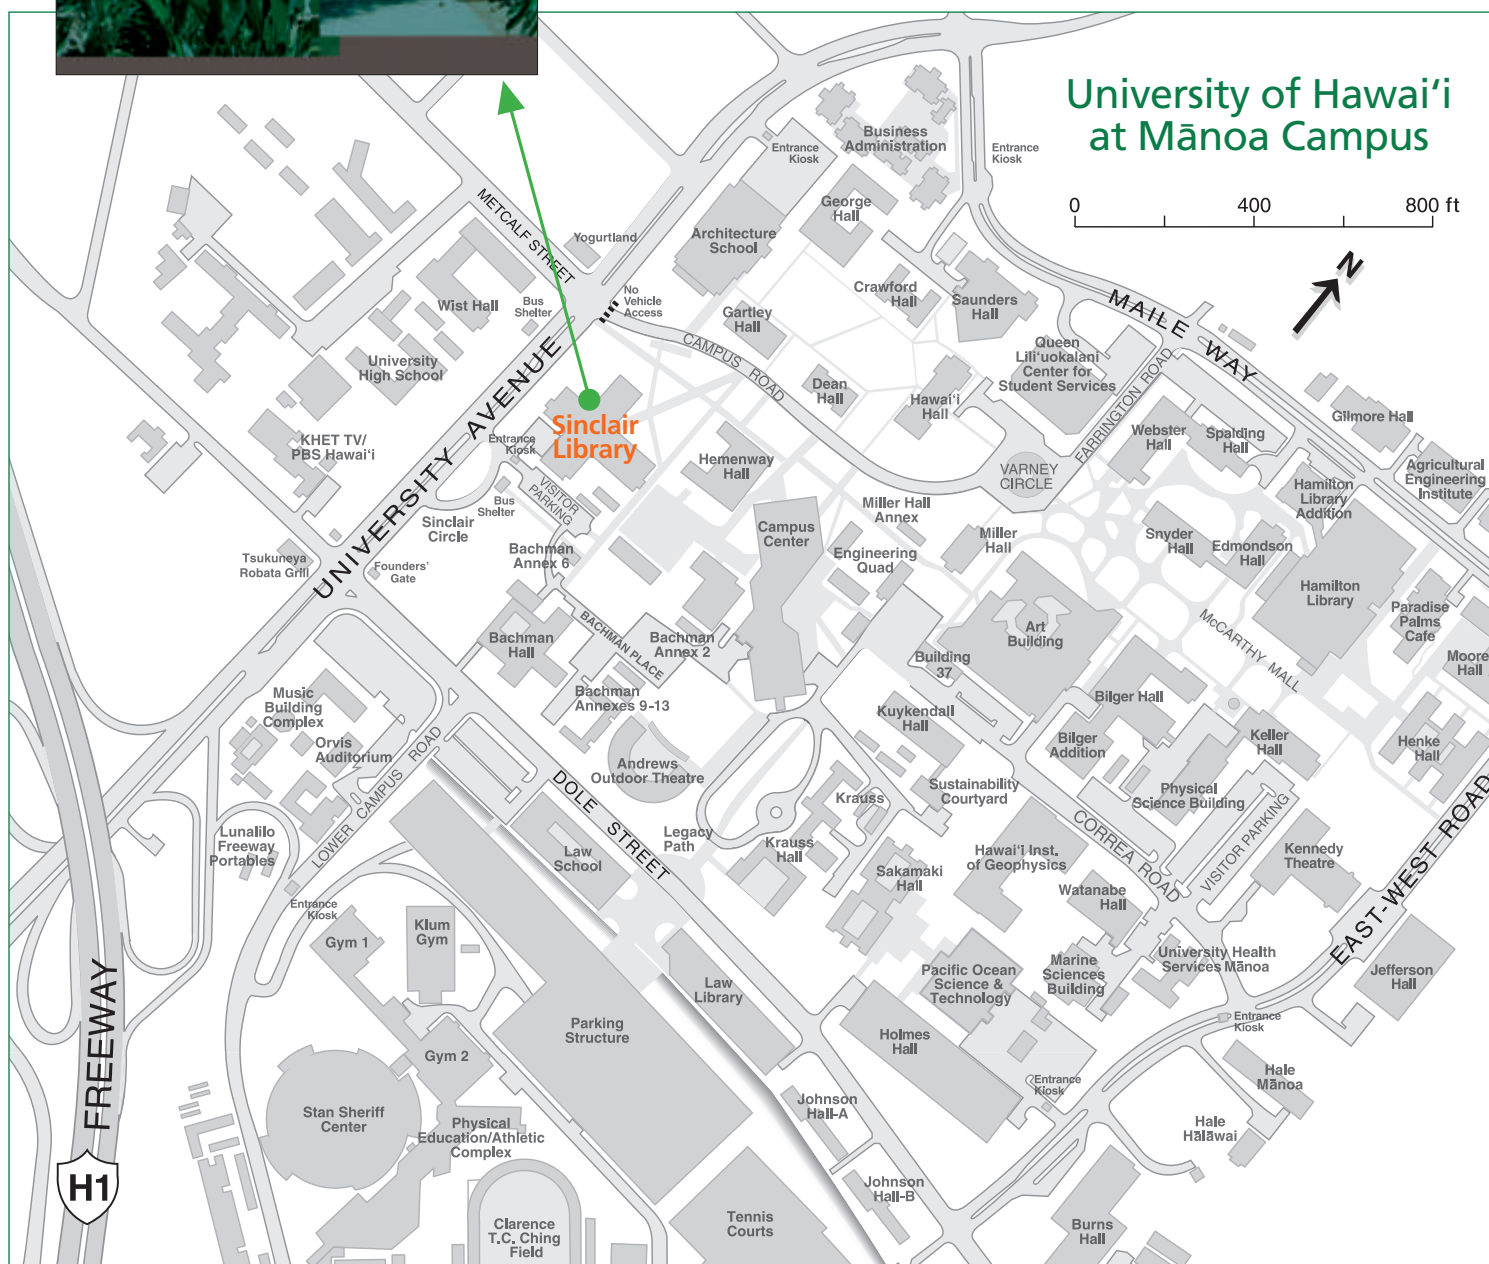 University of Hawai‘i
at Mānoa Campus
0
400
800 ft
N
Business
Administration
Entrance
Kiosk
Entrance
Kiosk
George
Hall
Architecture
School
METCALF STREET
Yogurtland
No
Vehicle
Access
Wist Hall
Bus
Shelter
Crawford
Hall
Saunders
Hall
MAILE WAY
Gartley
Hall
CAMPUS ROAD
University
High School
UNIVERSITY AVENUE
Queen
Lili‘uokalani
Center for
Student Services
FARRINGTON ROAD
Dean
Hall
Hawai‘i
Hall
Sinclair
Library
Gilmore Hall
Webster
Hall
Spalding
Hall
KHET TV/
PBS Hawai‘i
Entrance
Kiosk
Hemenway
Hall
VARNEY
CIRCLE
Agricultural
Engineering
Institute
Hamilton
Library
Addition
VISITOR
PARKING
Bus
Shelter
Sinclair
Circle
Miller Hall
Annex
Campus
Center
Miller
Hall
Snyder
Hall
Edmondson
Hall
Tsukuneya
Robata Grill
Founders’
Gate
Bachman
Annex 6
Engineering
Quad
Hamilton
Library
Paradise
Palms
Cafe
McCARTHY MALL
Bachman
Hall
BACHMAN PLACE
Bachman
Annex 2
Art
Building
Building
37
Moore
Hall
Music
Building
Complex
Bachman
Annexes 9-13
Bilger Hall
Kuykendall
Hall
Orvis
Auditorium
Bilger
Addition
Keller
Hall
Henke
Hall
LOWER CAMPUS ROAD
Andrews
Outdoor Theatre
DOLE STREET
Sustainability
Courtyard
Krauss
Physical
Science Building
CORREA ROAD
VISITOR PARKING
EAST-WEST ROAD
Lunalilo
Freeway
Portables
Law
School
Legacy
Path
Krauss
Hall
Hawai‘i Inst.
of Geophysics
Kennedy
Theatre
Sakamaki
Hall
Watanabe
Hall
Entrance
Kiosk
Gym 1
Klum
Gym
University Health
Services Mānoa
Pacific Ocean
Science &
Technology
Marine
Sciences
Building
Jefferson
Hall
Law
Library
FREEWAY
Parking
Structure
Entrance
Kiosk
Holmes
Hall
Gym 2
Hale
Mānoa
Entrance
Kiosk
Stan Sheriff
Center
Johnson
Hall-A
Physical
Education/Athletic
Complex
Hale
Hālāwai
H1
Johnson
Hall-B
Clarence
T.C. Ching
Field
Tennis
Courts
Burns
Hall